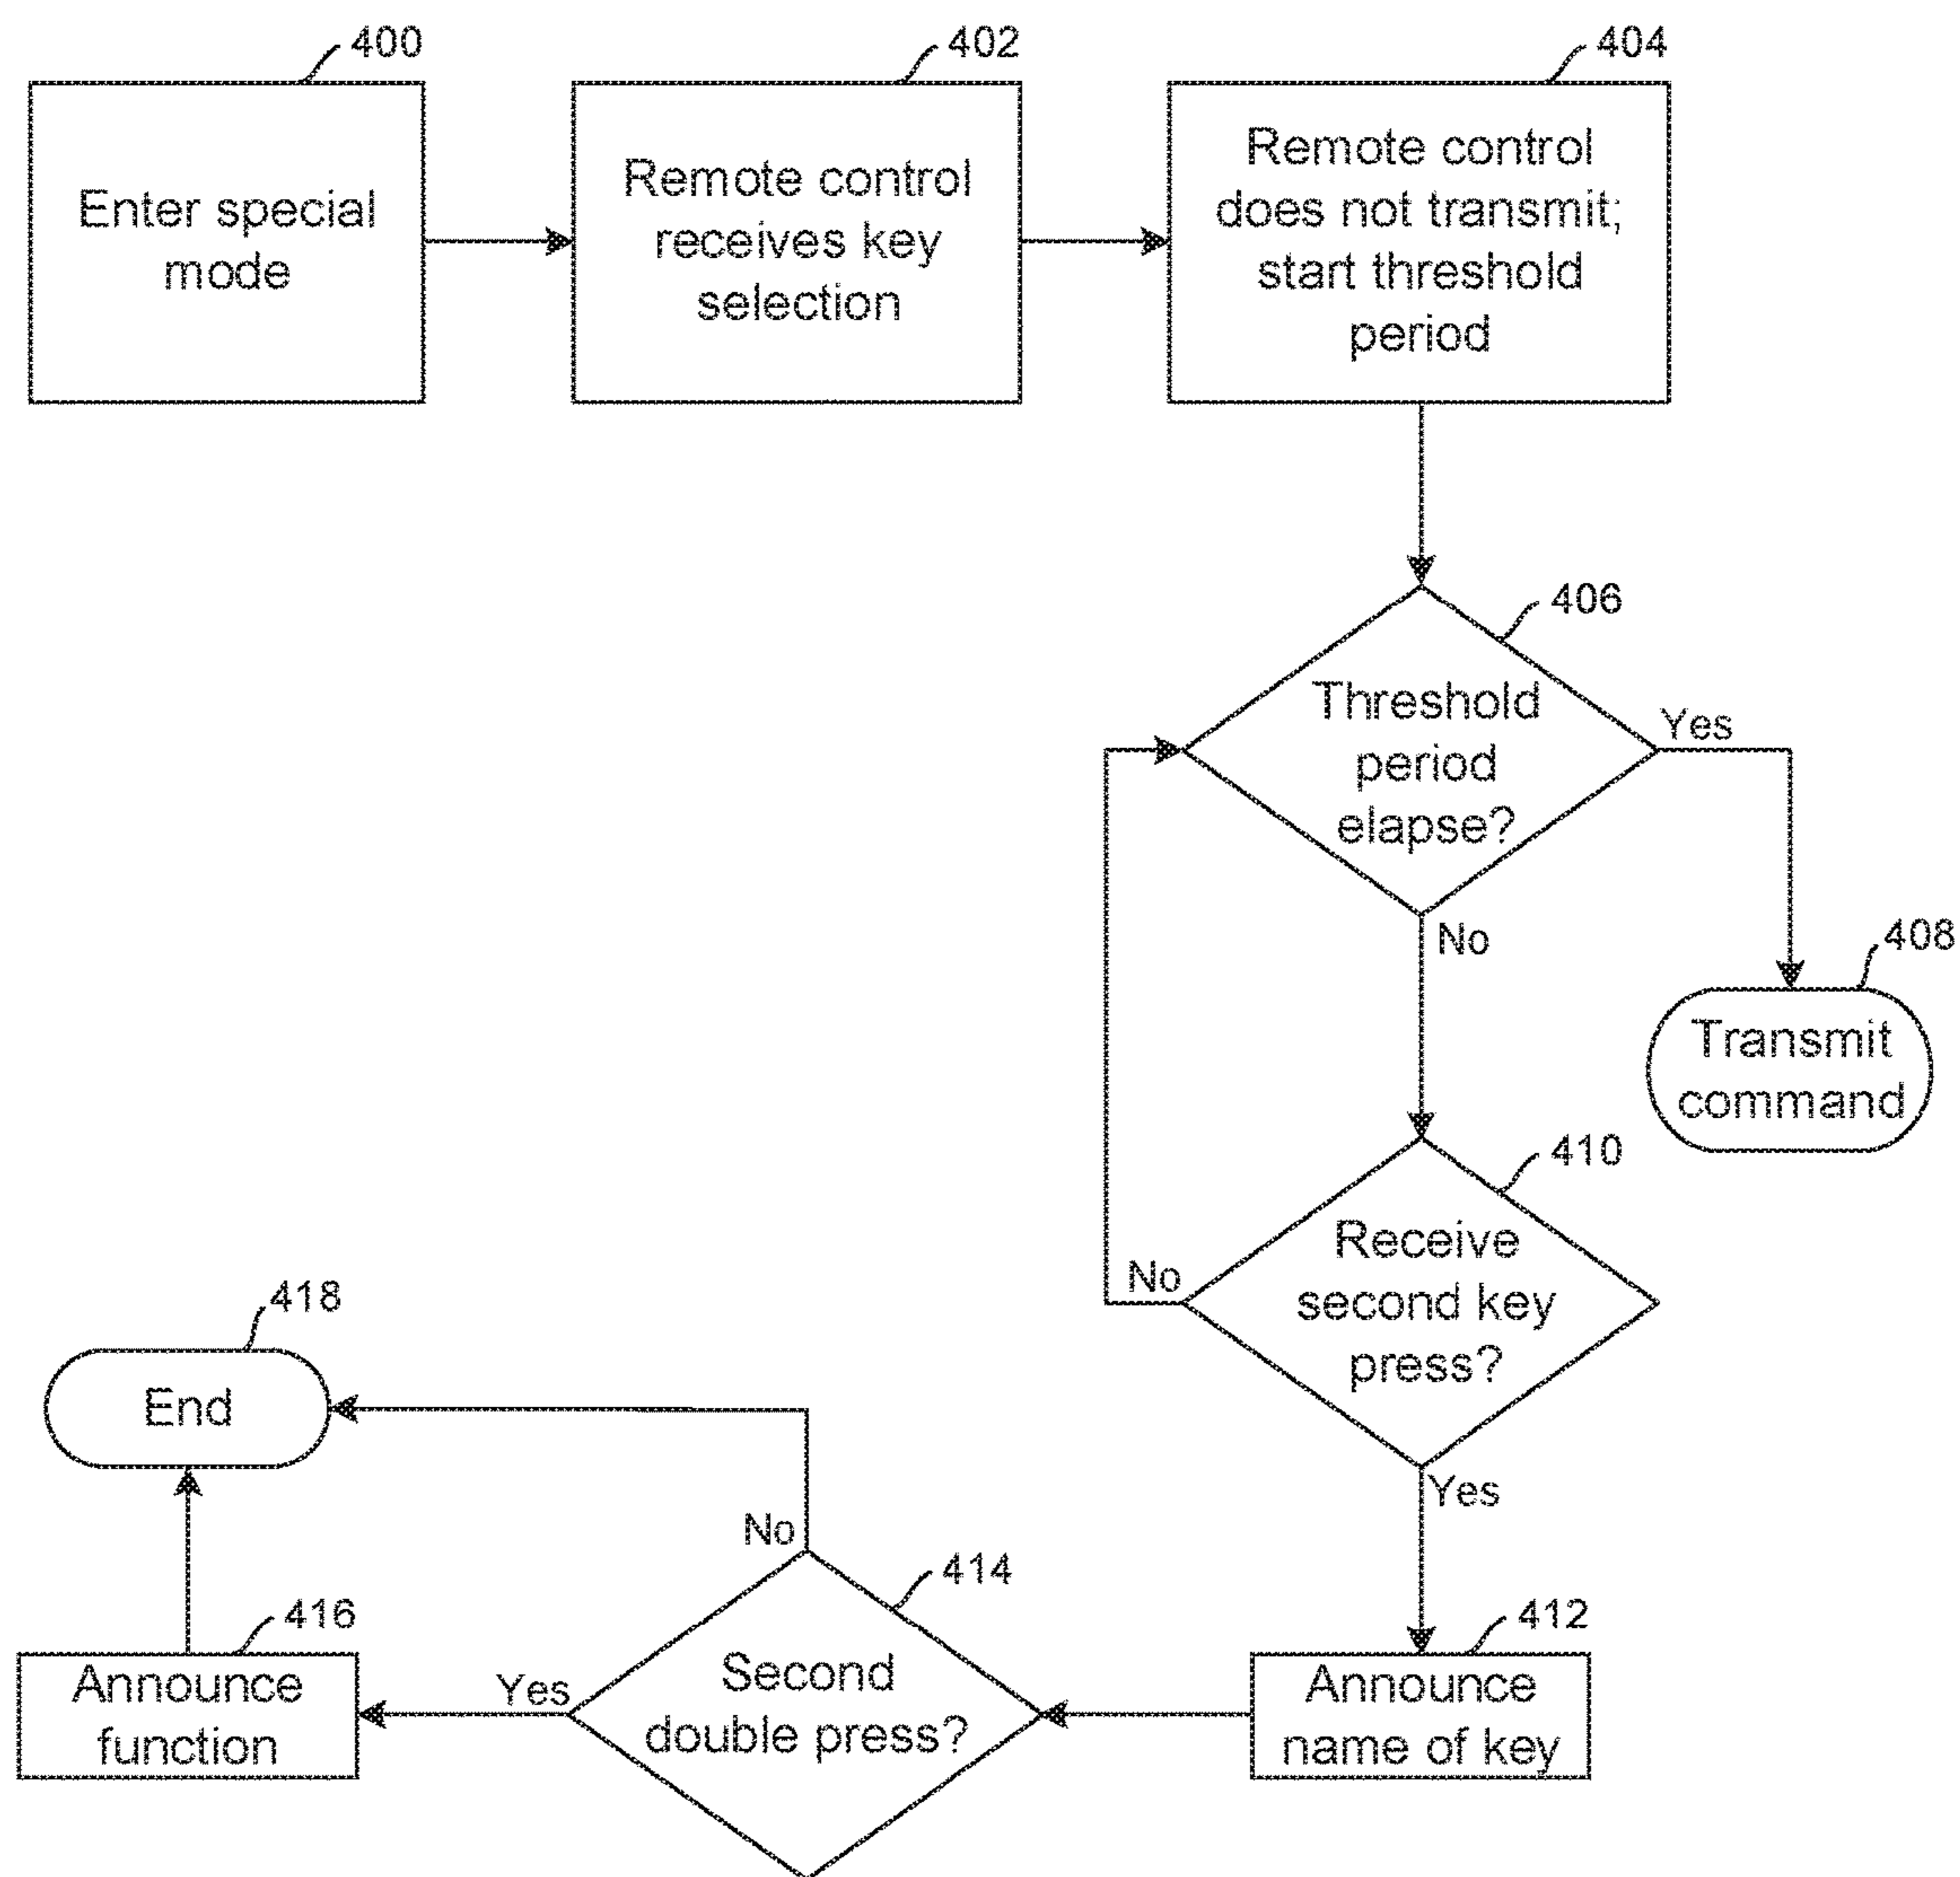 400
Enter special
mode
402
Remote control
receives key
selection
404
Remote control
does not transmit;
start threshold
period
406
Threshold
period
elapse?
Yes
No
408
Transmit
command
410
Receive
second key
press?
No
Yes
412
Announce
name of key
414
Second
double press?
No
Yes
416
Announce
function
418
End